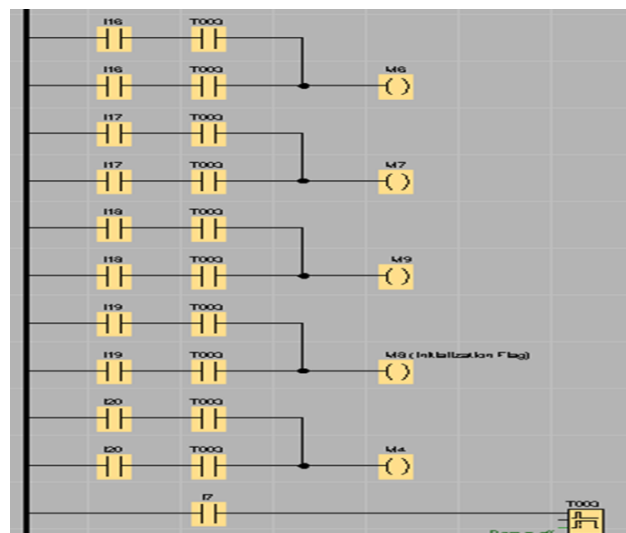 I16 T003
I16 T003 M6
I17 T003
I17 T003 M7
I18 T003
I18 T003 M9
I19 T003
I19 T003 M8 (Initialization Flag)
I20 T003
I20 T003 M4
I7 T003